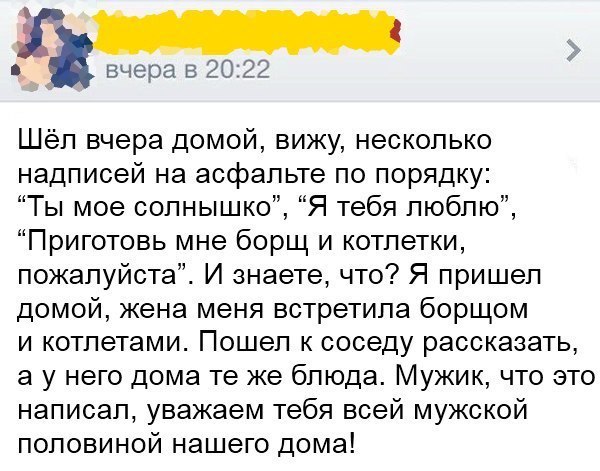 вчера в 20:22
Шёл вчера домой, вижу, несколько
надписей на асфальте по порядку:
“Ты мое солнышко”, “Я тебя люблю”,
“Приготовь мне борщ и котлетки,
пожалуйста”. И знаете, что? Я пришел
домой, жена меня встретила борщом
и котлетами. Пошел к соседу рассказать,
а у него дома те же блюда. Мужик, что это
написал, уважаем тебя всей мужской
половиной нашего дома!